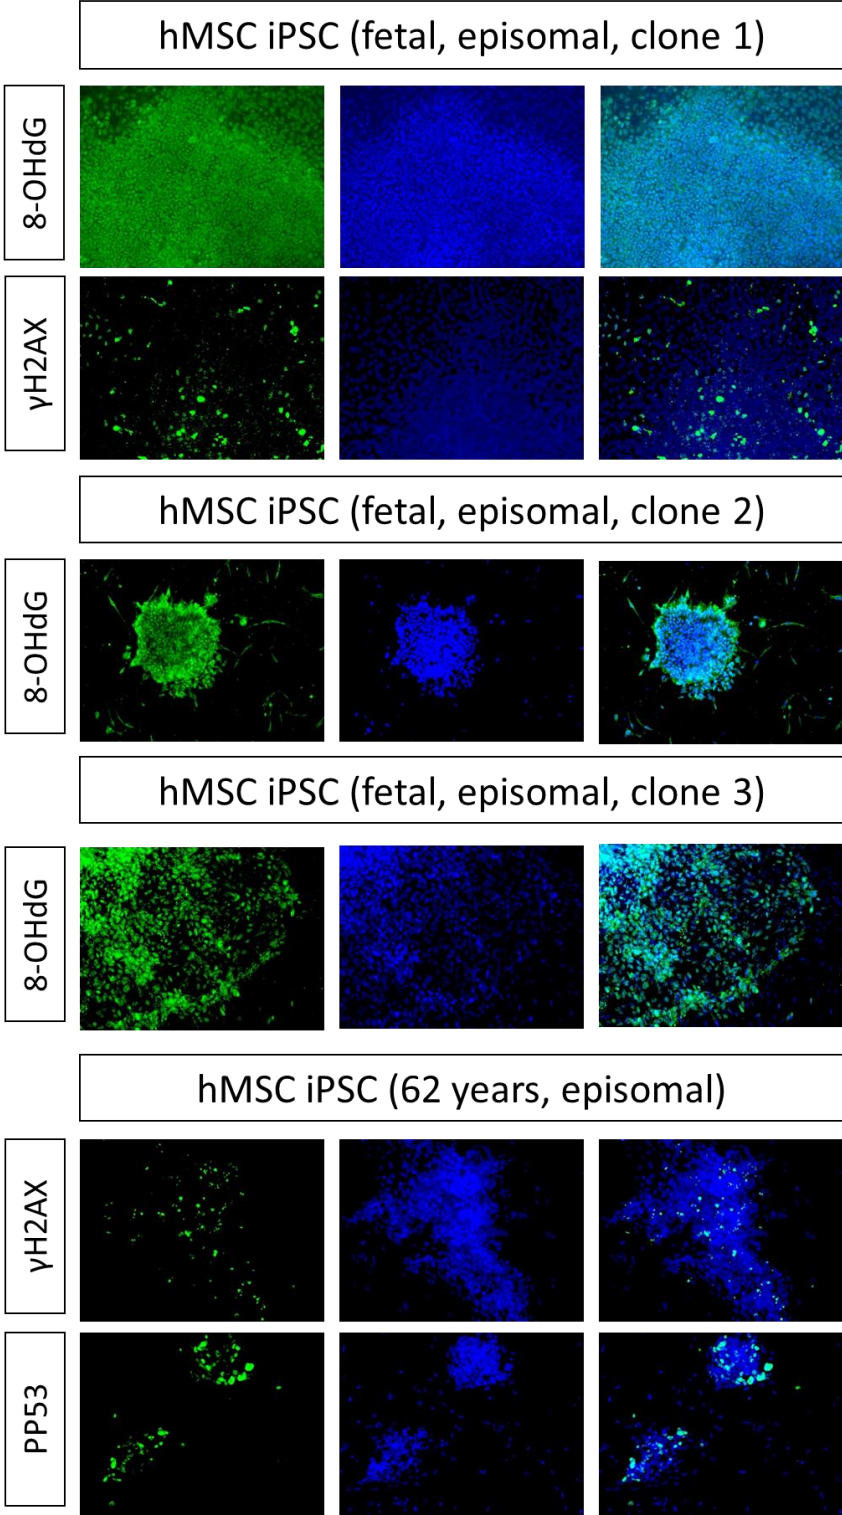 hMSC iPSC (fetal, episomal, clone 1)
8-OHdG
γH2AX
hMSC iPSC (fetal, episomal, clone 2)
8-OHdG
hMSC iPSC (fetal, episomal, clone 3)
8-OHdG
hMSC iPSC (62 years, episomal)
γH2AX
PP53